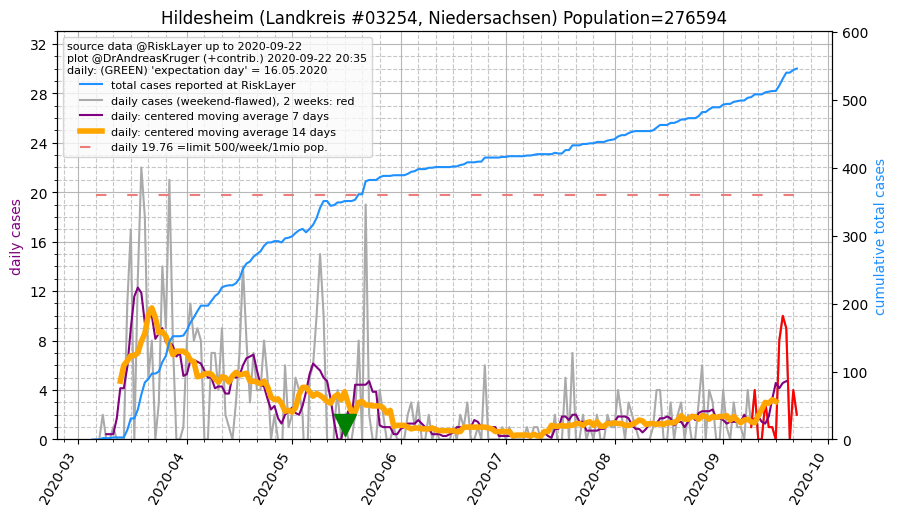 Hildesheim (Landkreis #03254, Niedersachsen) Population=276594
source data @RiskLayer up to 2020-09-22
plot @DrAndreasKruger (+contrib.) 2020-09-22 20:35
daily: (GREEN) 'expectation day' = 16.05.2020
total cases reported at RiskLayer
daily cases (weekend-flawed), 2 weeks: red
daily: centered moving average 7 days
daily: centered moving average 14 days
daily 19.76 =limit 500/week/1mio pop.
daily cases
32
28
24
20
16
12
8
4
0
cumulative total cases
600
500
400
300
200
100
0
2020-03
2020-04
2020-05
2020-06
2020-07
2020-08
2020-09
2020-10